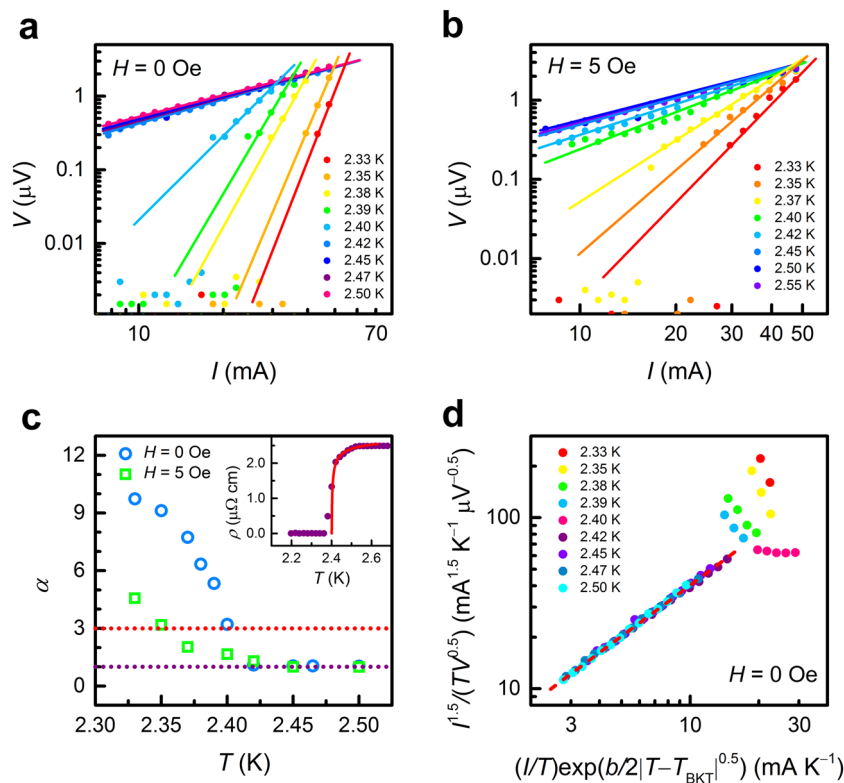 a
H = 0 Oe
V (μV)
1
0.1
0.01
10
70
I (mA)
2.33 K
2.35 K
2.38 K
2.39 K
2.40 K
2.42 K
2.45 K
2.47 K
2.50 K
b
H = 5 Oe
V (μV)
1
0.1
0.01
10
20
30
40
50
I (mA)
2.33 K
2.35 K
2.37 K
2.40 K
2.42 K
2.45 K
2.50 K
2.55 K
c
H = 0 Oe
H = 5 Oe
α
12
9
6
3
0
2.30
2.35
2.40
2.45
2.50
T (K)
ρ (μΩ cm)
2.0
1.0
0.0
2.2
2.4
2.6
T (K)
d
I^1.5/(TV^0.5) (mA^1.5 K^−1 μV^−0.5)
100
10
3
10
30
(I/T)exp(b/2|T−T_BKT|^0.5) (mA K^−1)
2.33 K
2.35 K
2.38 K
2.39 K
2.40 K
2.42 K
2.45 K
2.47 K
2.50 K
H = 0 Oe